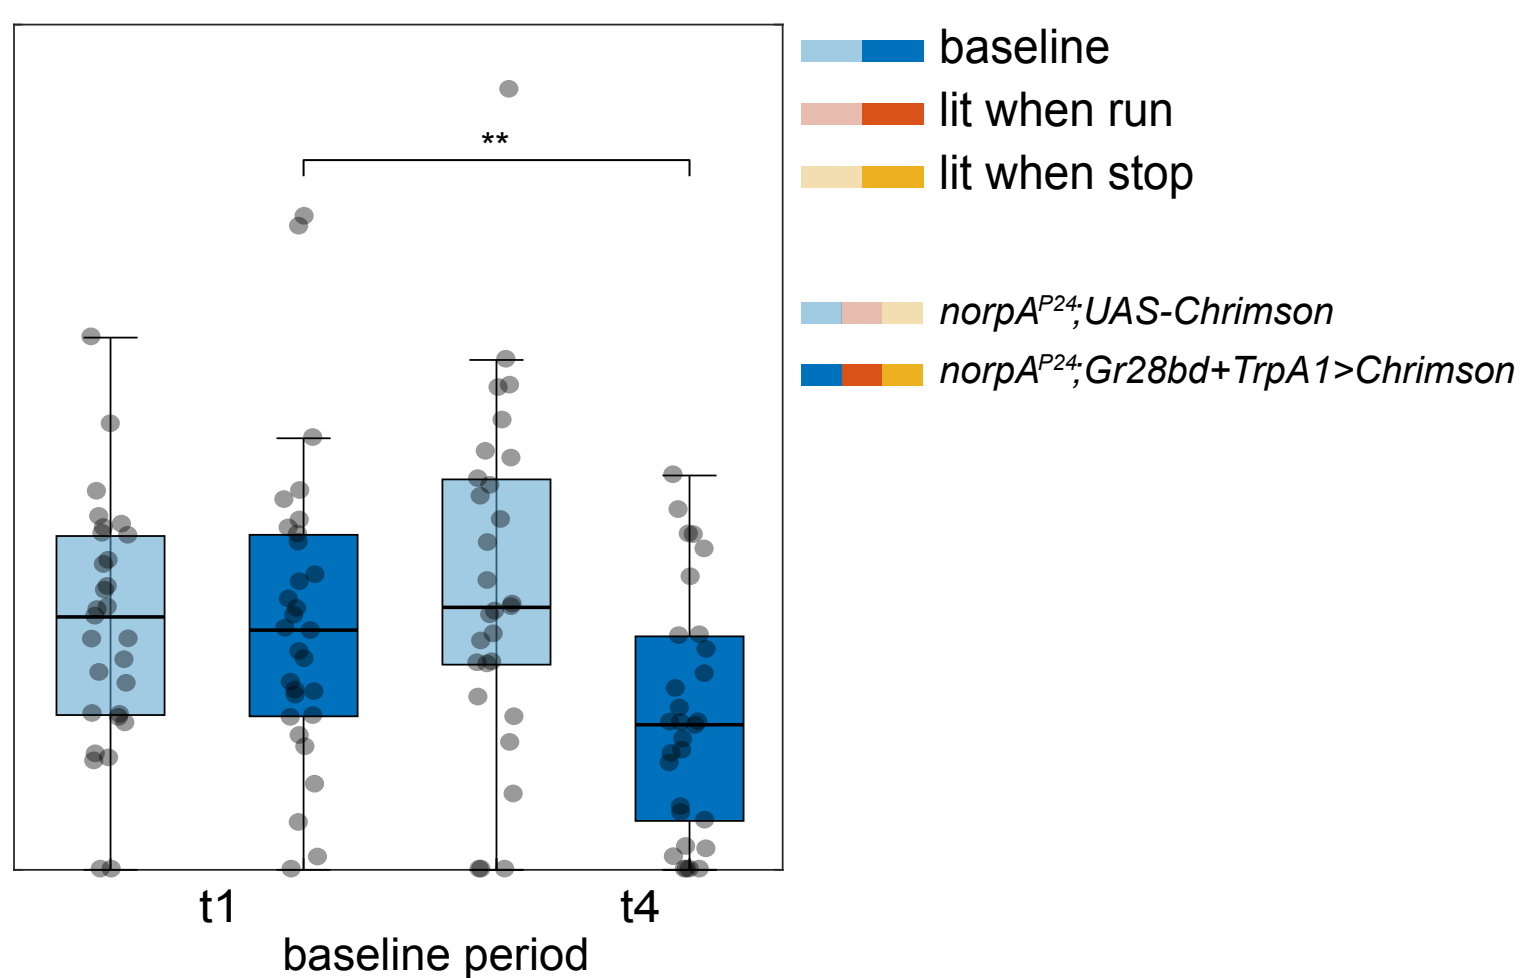 baseline
lit when run
lit when stop
**
norpAᴾ²⁴;UAS-Chrimson
norpAᴾ²⁴;Gr28bd+TrpA1>Chrimson
t1 t4
baseline period